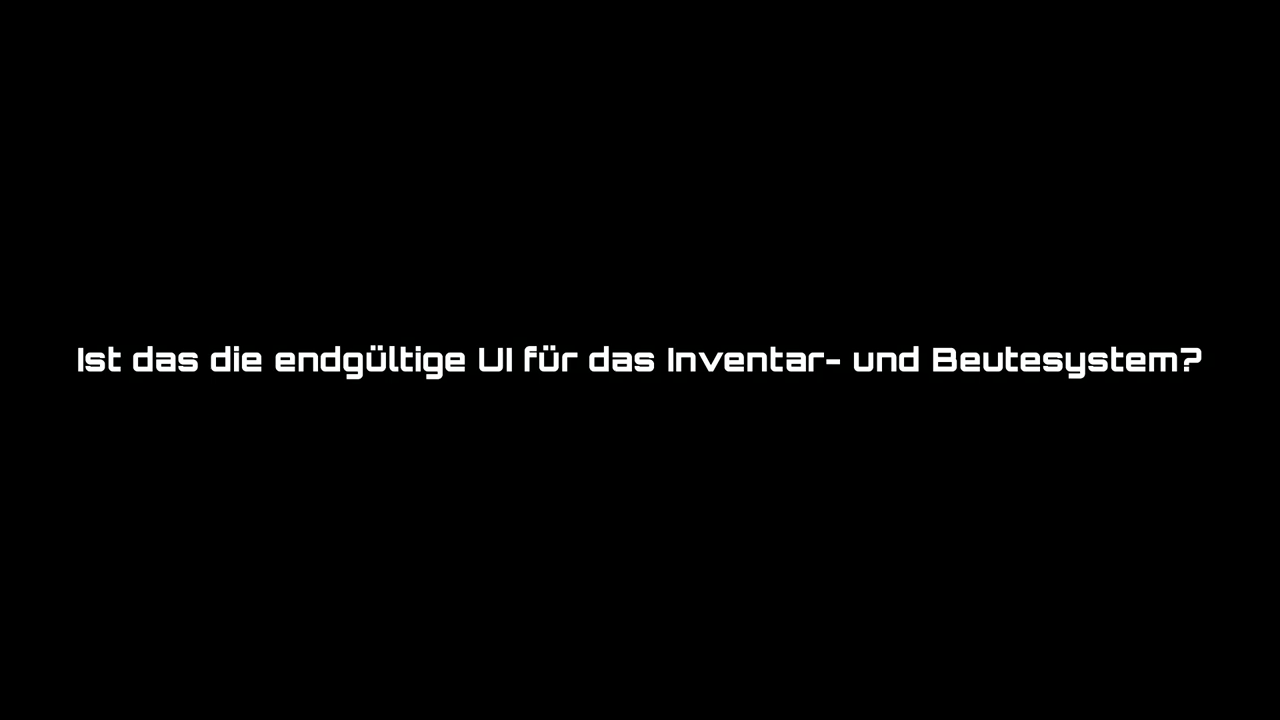 Ist das die endgültige UI für das Inventar- und Beutesystem?